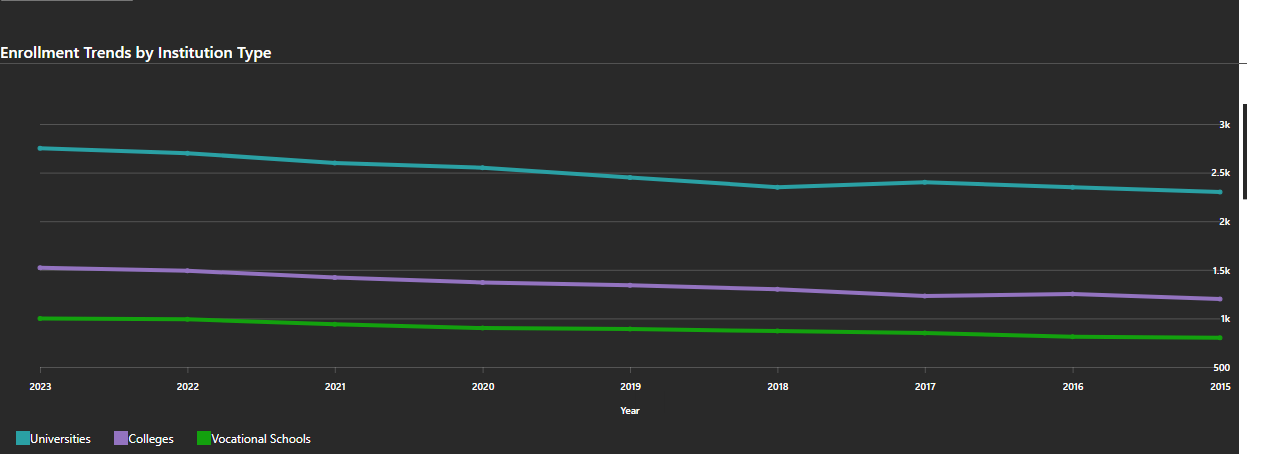 Enrollment Trends by Institution Type
3k
2.5k
2k
1.5k
1k
500
2023 2022 2021 2020 2019 2018 2017 2016 2015
Year
Universities Colleges Vocational Schools